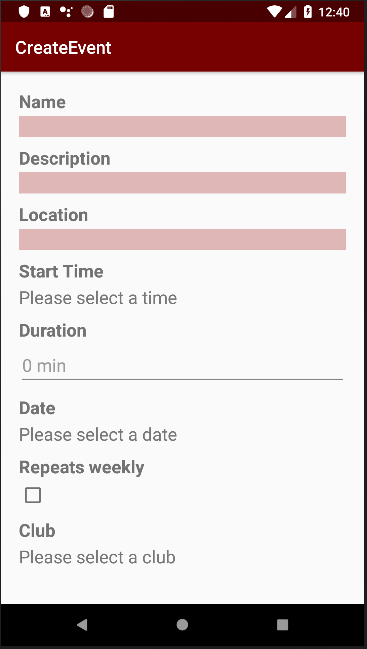 12:40
CreateEvent
Name
Description
Location
Start Time
Please select a time
Duration
0 min
Date
Please select a date
Repeats weekly
Club
Please select a club